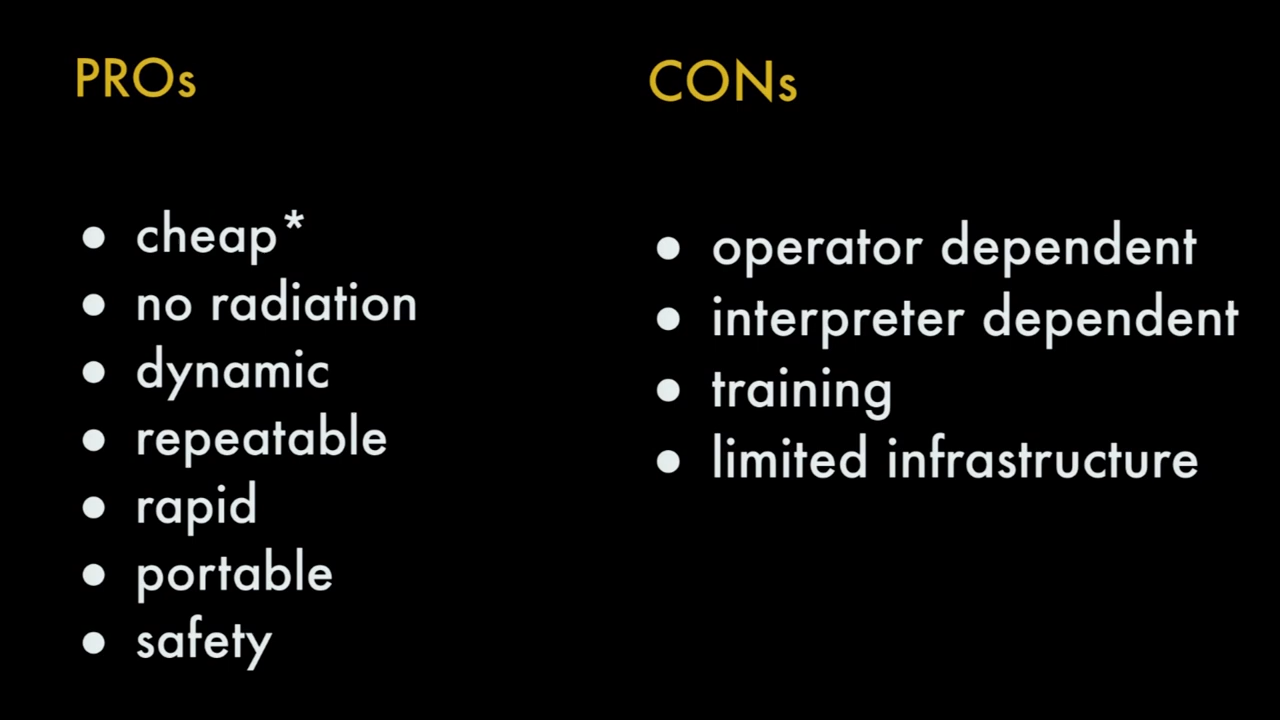 PROs
● cheap*
● no radiation
● dynamic
● repeatable
● rapid
● portable
● safety
CONs
● operator dependent
● interpreter dependent
● training
● limited infrastructure